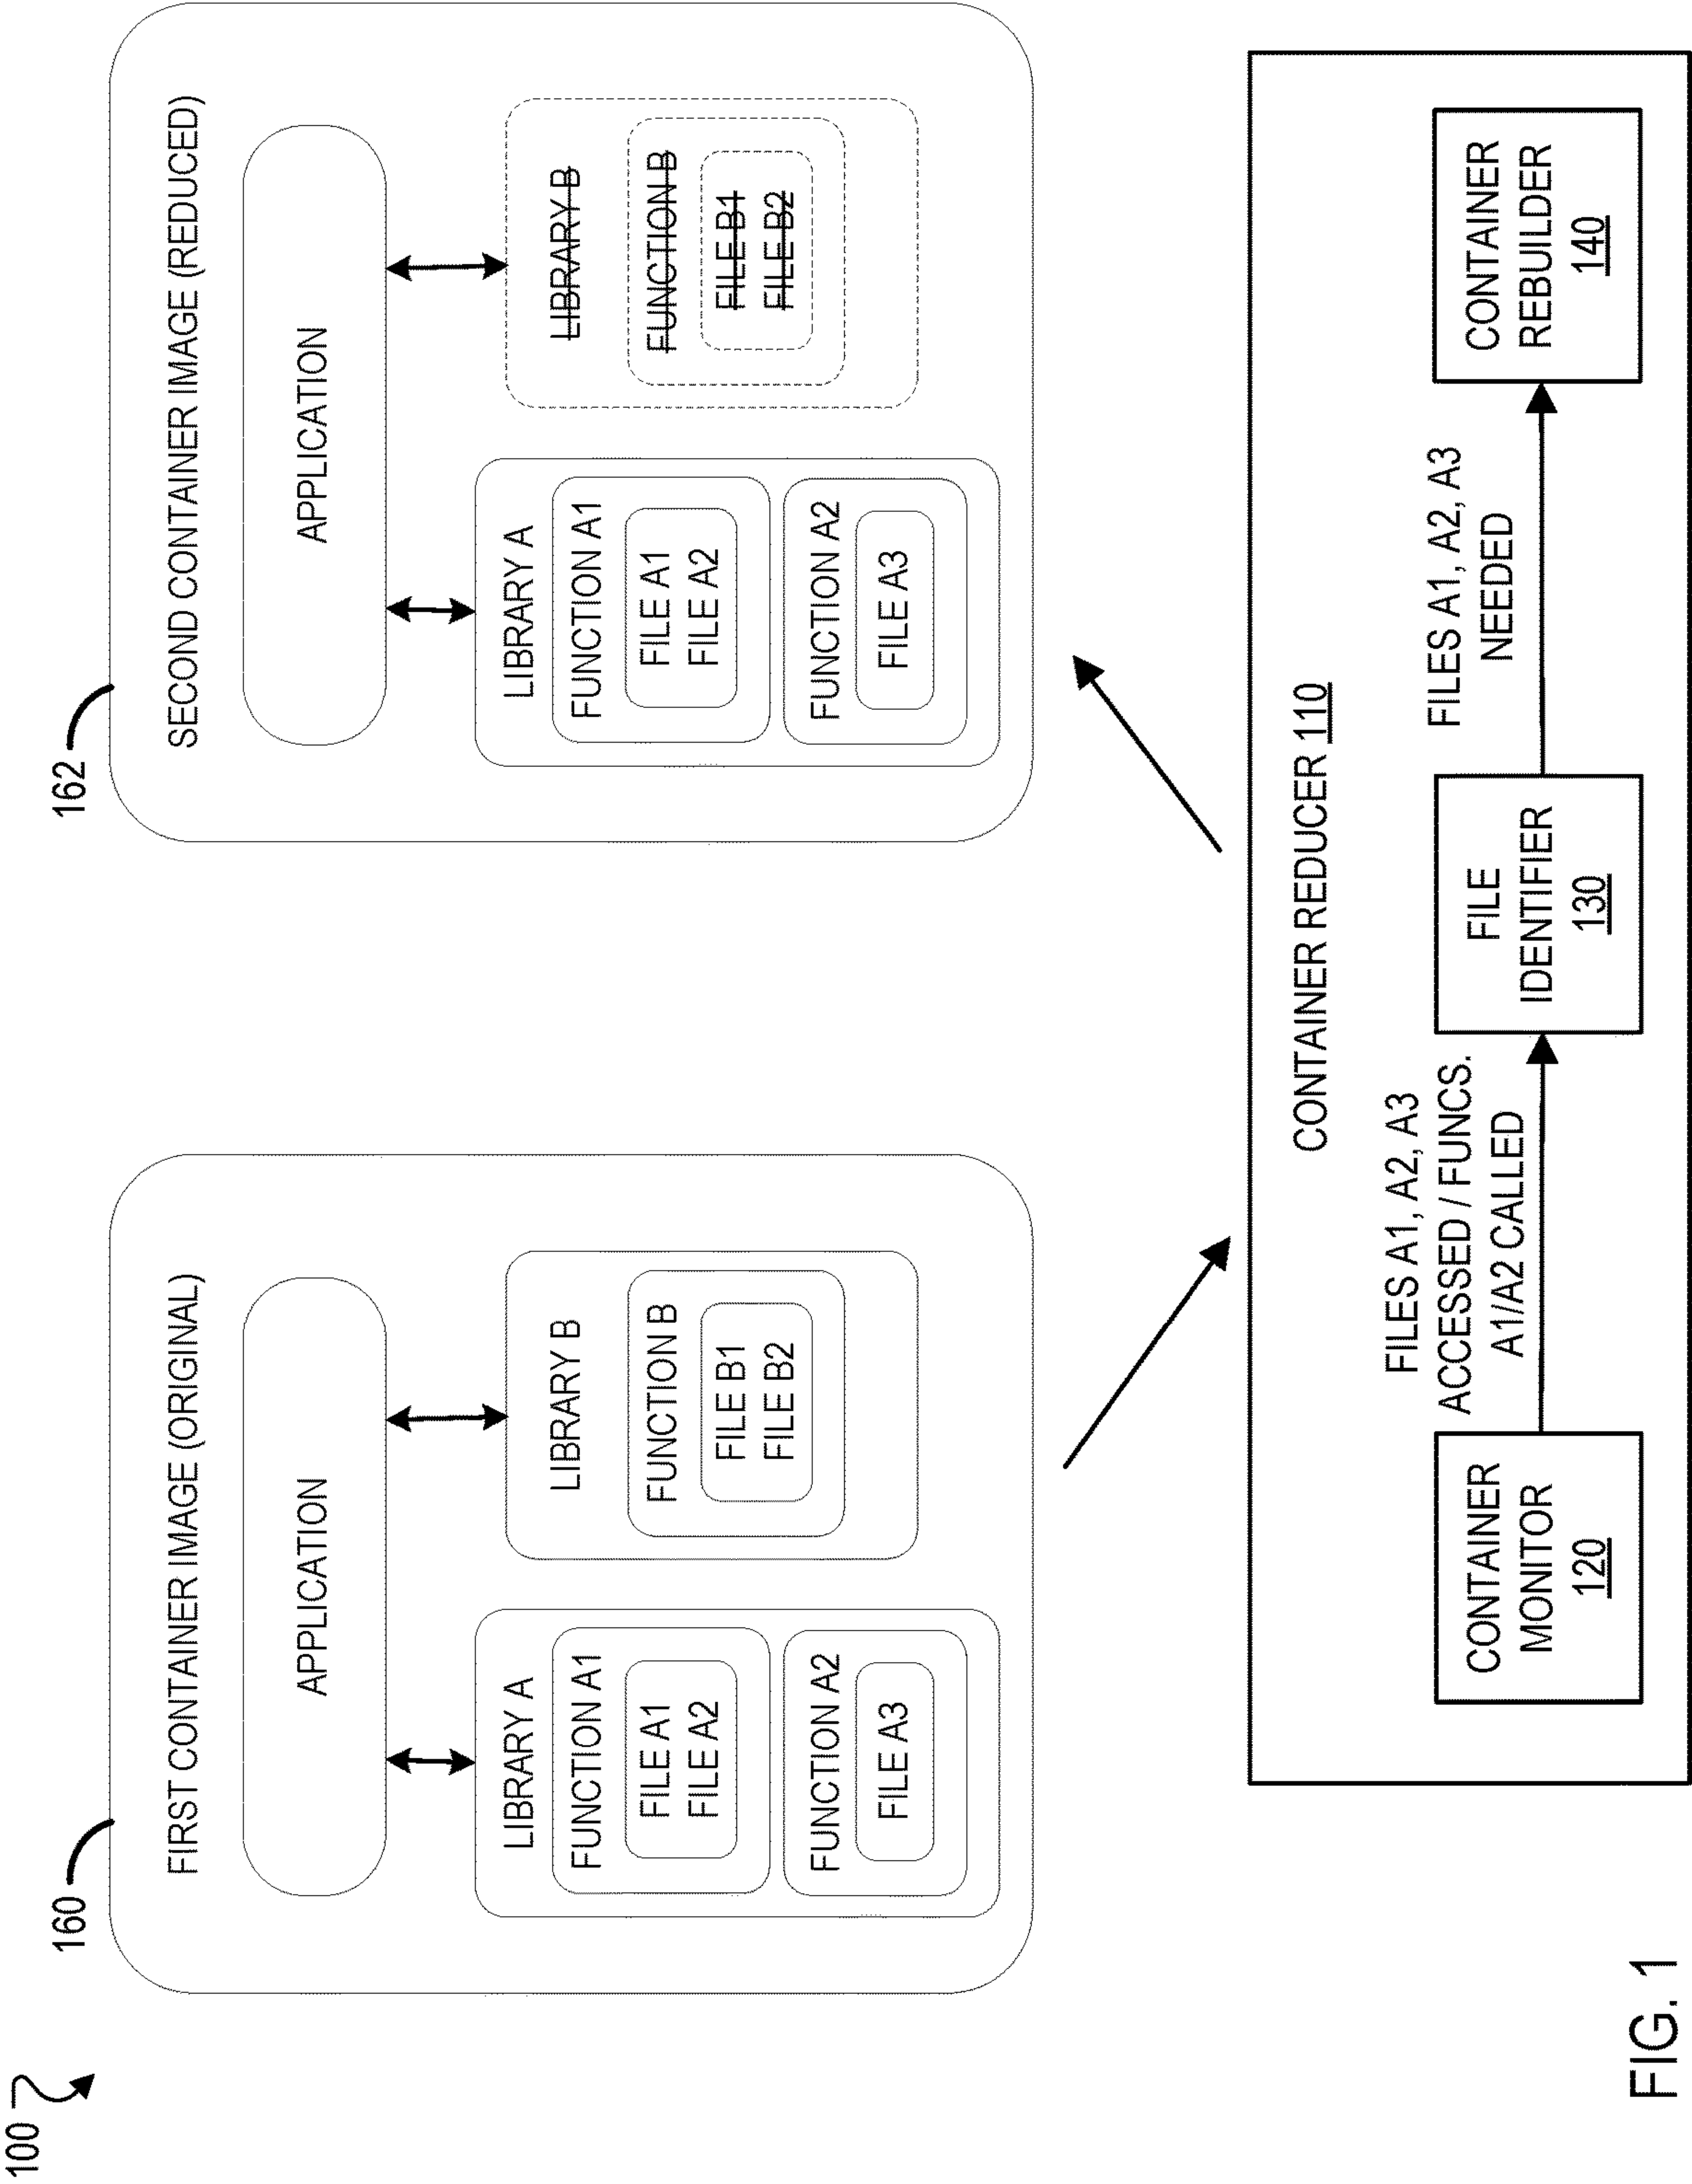 100
160
FIRST CONTAINER IMAGE (ORIGINAL)
APPLICATION
LIBRARY A
FUNCTION A1
FILE A1
FILE A2
FUNCTION A2
FILE A3
LIBRARY B
FUNCTION B
FILE B1
FILE B2
162
SECOND CONTAINER IMAGE (REDUCED)
APPLICATION
LIBRARY A
FUNCTION A1
FILE A1
FILE A2
FUNCTION A2
FILE A3
LIBRARY B
FUNCTION B
FILE B1
FILE B2
CONTAINER REDUCER 110
CONTAINER
MONITOR
120
FILES A1, A2, A3
ACCESSED / FUNCS.
A1/A2 CALLED
FILE
IDENTIFIER
130
FILES A1, A2, A3
NEEDED
CONTAINER
REBUILDER
140
FIG. 1